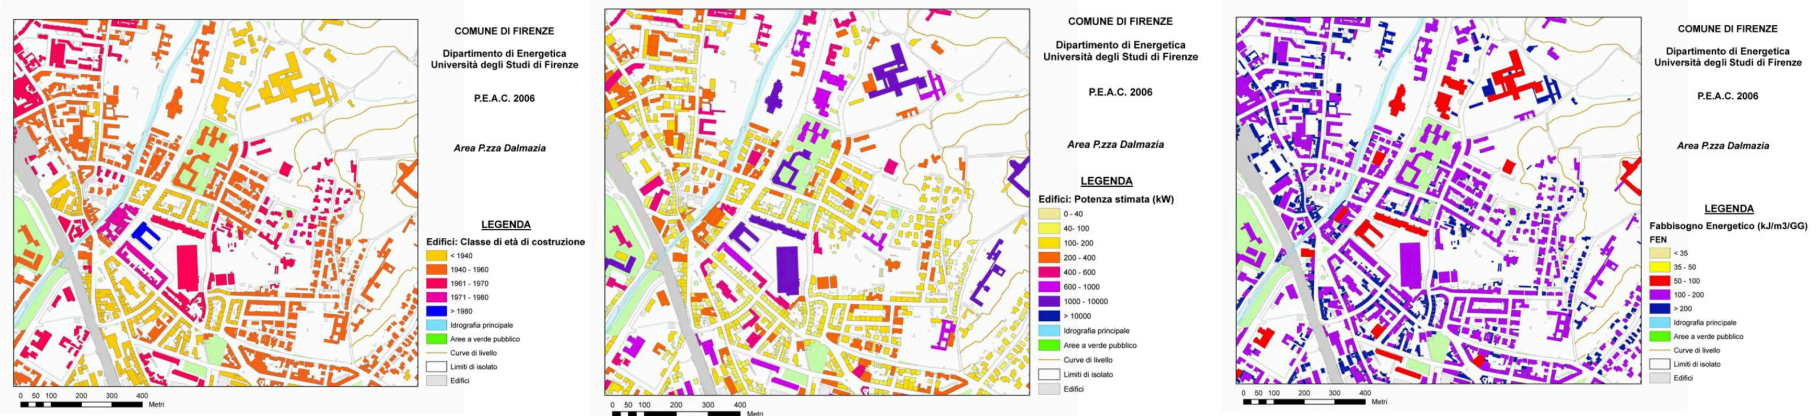 COMUNE DI FIRENZE
Dipartimento di Energetica
Università degli Studi di Firenze
P.E.A.C. 2006
Area P.zza Dalmazia
LEGENDA
Edifici: Classe di età di costruzione
< 1940
1940 - 1960
1961 - 1970
1971 - 1980
> 1980
Idrografia principale
Aree a verde pubblico
Curve di livello
Limiti di isolato
Edifici
0 50 100 200 300 400
Metri
COMUNE DI FIRENZE
Dipartimento di Energetica
Università degli Studi di Firenze
P.E.A.C. 2006
Area P.zza Dalmazia
LEGENDA
Edifici: Potenza stimata (kW)
0 - 40
40- 100
100- 200
200 - 400
400 - 600
600 - 1000
1000 - 10000
> 10000
Idrografia principale
Aree a verde pubblico
Curve di livello
Limiti di isolato
Edifici
0 50 100 200 300 400
Metri
COMUNE DI FIRENZE
Dipartimento di Energetica
Università degli Studi di Firenze
P.E.A.C. 2006
Area P.zza Dalmazia
LEGENDA
Fabbisogno Energetico (kJ/m3/GG)
FEN
< 35
35 - 50
50 - 100
100 - 200
> 200
Idrografia principale
Aree a verde pubblico
Curve di livello
Limiti di isolato
Edifici
0 50 100 200 300 400
Metri